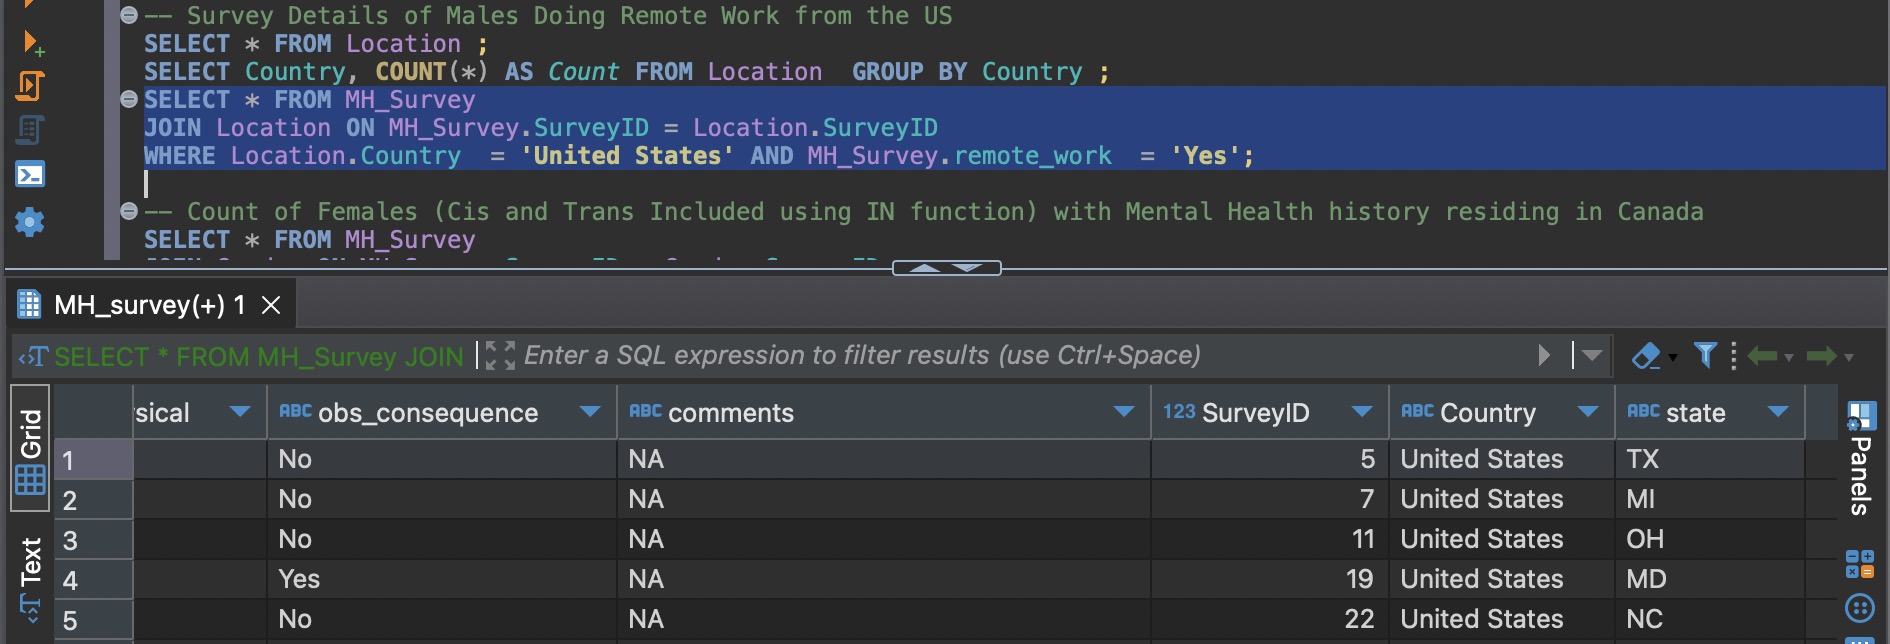 -- Survey Details of Males Doing Remote Work from the US
SELECT * FROM Location ;
SELECT Country, COUNT(*) AS Count FROM Location  GROUP BY Country ;
SELECT * FROM MH_Survey
JOIN Location ON MH_Survey.SurveyID = Location.SurveyID
WHERE Location.Country  = 'United States' AND MH_Survey.remote_work  = 'Yes';
-- Count of Females (Cis and Trans Included using IN function) with Mental Health history residing in Canada
SELECT * FROM MH_Survey
MH_survey(+) 1
SELECT * FROM MH_Survey JOIN Enter a SQL expression to filter results (use Ctrl+Space)
Grid
Text
sical ABC obs_consequence ABC comments 123 SurveyID ABC Country ABC state
1 No NA 5 United States TX
2 No NA 7 United States MI
3 No NA 11 United States OH
4 Yes NA 19 United States MD
5 No NA 22 United States NC
Panels